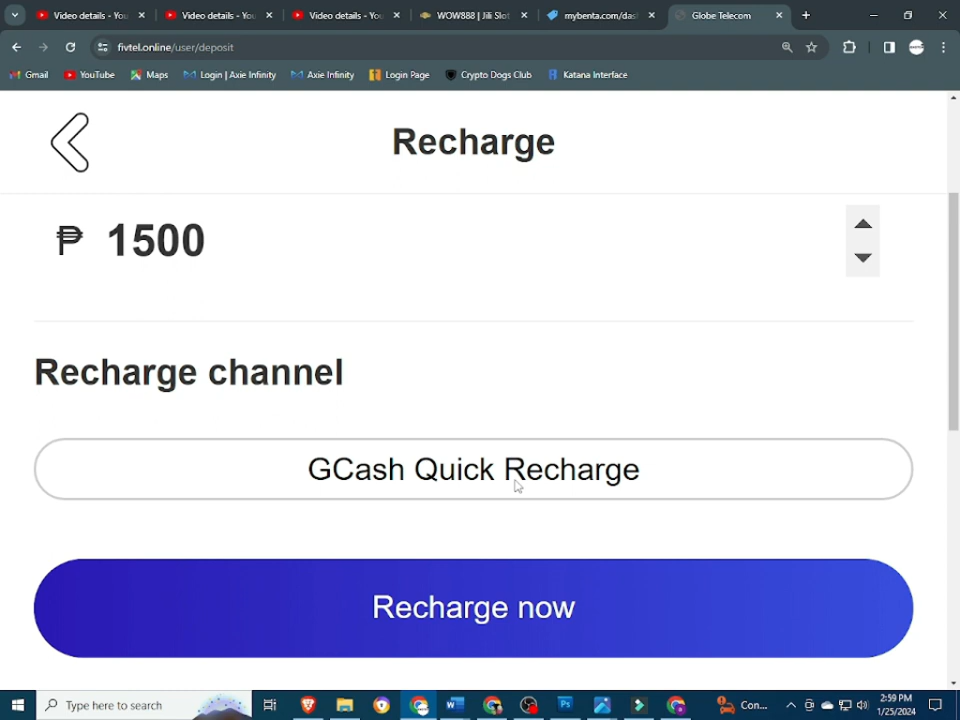 Video details - You
Video details - You
Video details - You
WOW888 | Jili Slot
mybenta.com/das
Globe Telecom
fivtel.online/user/deposit
Gmail
YouTube
Maps
Login | Axie Infinity
Axie Infinity
Login Page
Crypto Dogs Club
Katana Interface
Recharge
₱ 1500
Recharge channel
GCash Quick Recharge
Recharge now
Type here to search
Con...
2:59 PM
1/25/2024